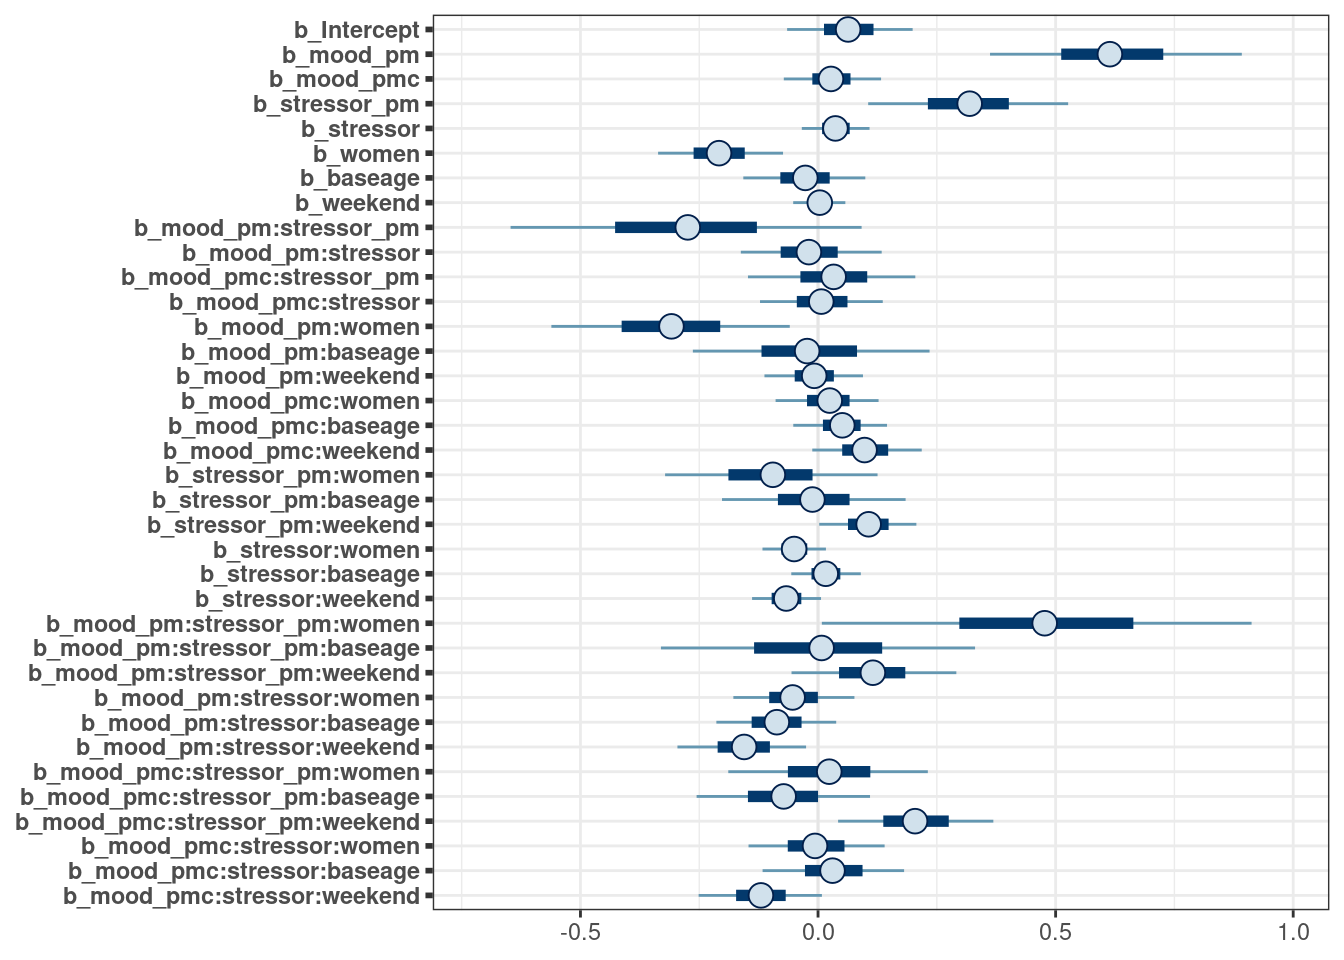 b_Intercept
b_mood_pm
b_mood_pmc
b_stressor_pm
b_stressor
b_women
b_baseage
b_weekend
b_mood_pm:stressor_pm
b_mood_pm:stressor
b_mood_pmc:stressor_pm
b_mood_pmc:stressor
b_mood_pm:women
b_mood_pm:baseage
b_mood_pm:weekend
b_mood_pmc:women
b_mood_pmc:baseage
b_mood_pmc:weekend
b_stressor_pm:women
b_stressor_pm:baseage
b_stressor_pm:weekend
b_stressor:women
b_stressor:baseage
b_stressor:weekend
b_mood_pm:stressor_pm:women
b_mood_pm:stressor_pm:baseage
b_mood_pm:stressor_pm:weekend
b_mood_pm:stressor:women
b_mood_pm:stressor:baseage
b_mood_pm:stressor:weekend
b_mood_pmc:stressor_pm:women
b_mood_pmc:stressor_pm:baseage
b_mood_pmc:stressor_pm:weekend
b_mood_pmc:stressor:women
b_mood_pmc:stressor:baseage
b_mood_pmc:stressor:weekend
-0.5 0.0 0.5 1.0